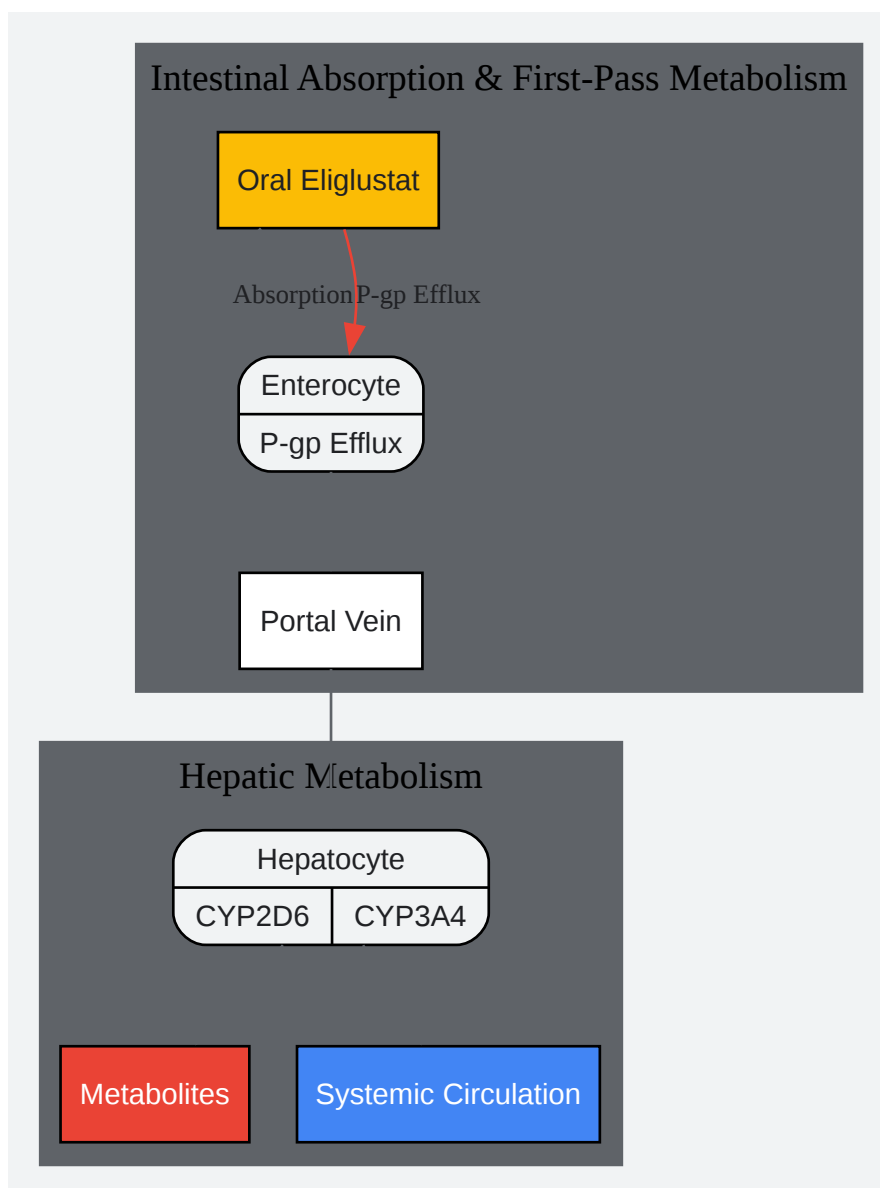 Intestinal Absorption & First-Pass Metabolism
Oral Eliglustat
Absorption P-gp Efflux
Enterocyte
P-gp Efflux
Portal Vein
Hepatic Metabolism
Hepatocyte
CYP2D6 CYP3A4
Metabolites Systemic Circulation